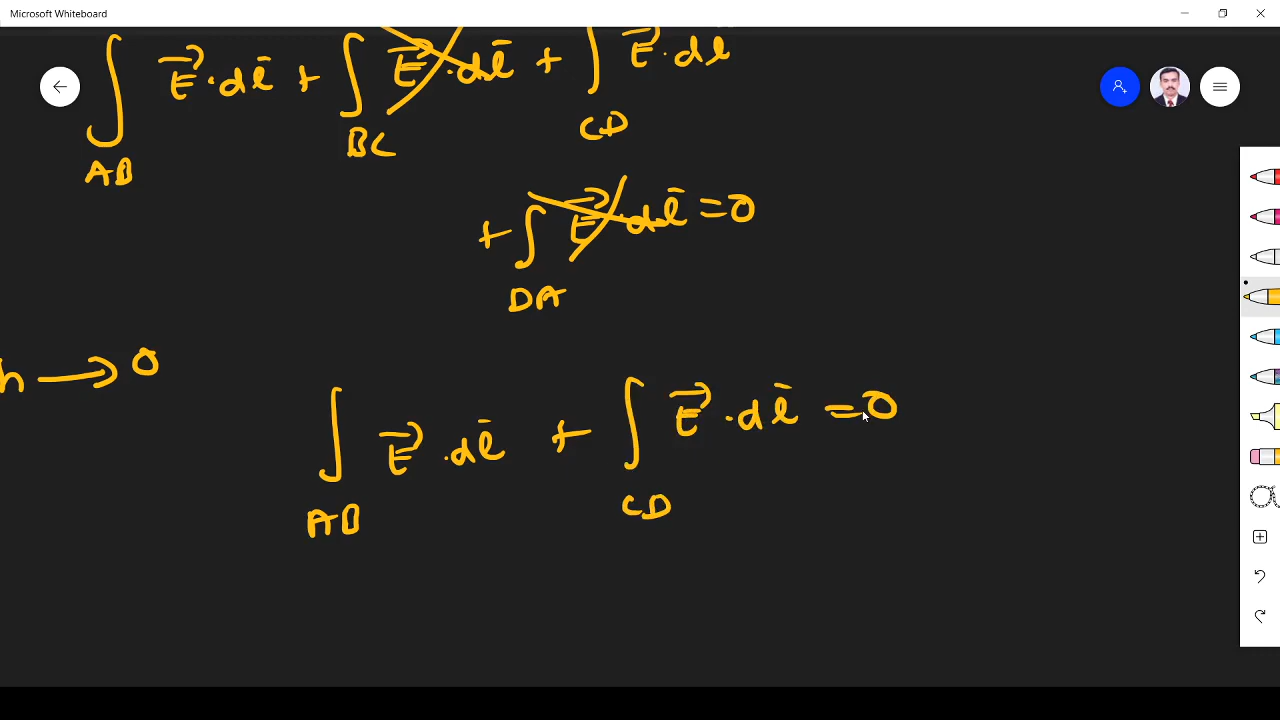 Microsoft Whiteboard
∫ E⃗ · dl̄ + ∫ E⃗ · dl̄ + ∫ E⃗ · dl
AB BC CD
+ ∫ E⃗ · dl̄ = 0
DA
h → 0
∫ E⃗ · dl̄ + ∫ E⃗ · dl̄ = 0
AB CD